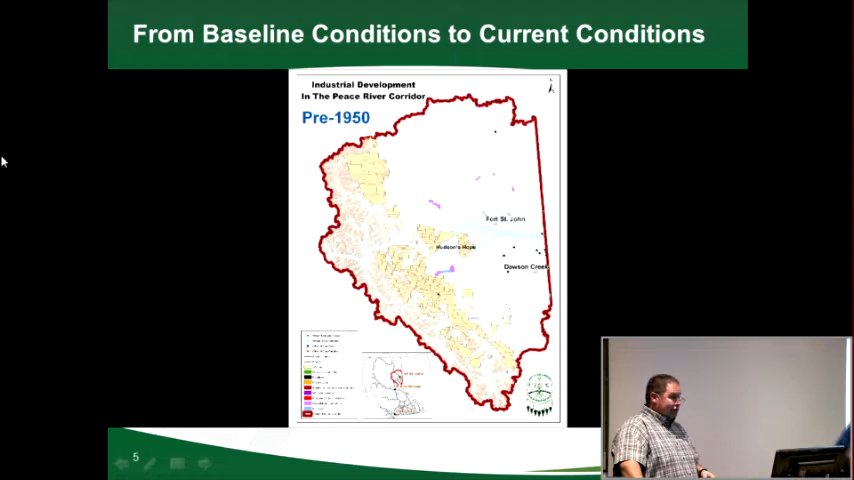 From Baseline Conditions to Current Conditions
Industrial Development
In The Peace River Corridor
Pre-1950
Fort St. John
Hudson's Hope
Dawson Creek
5